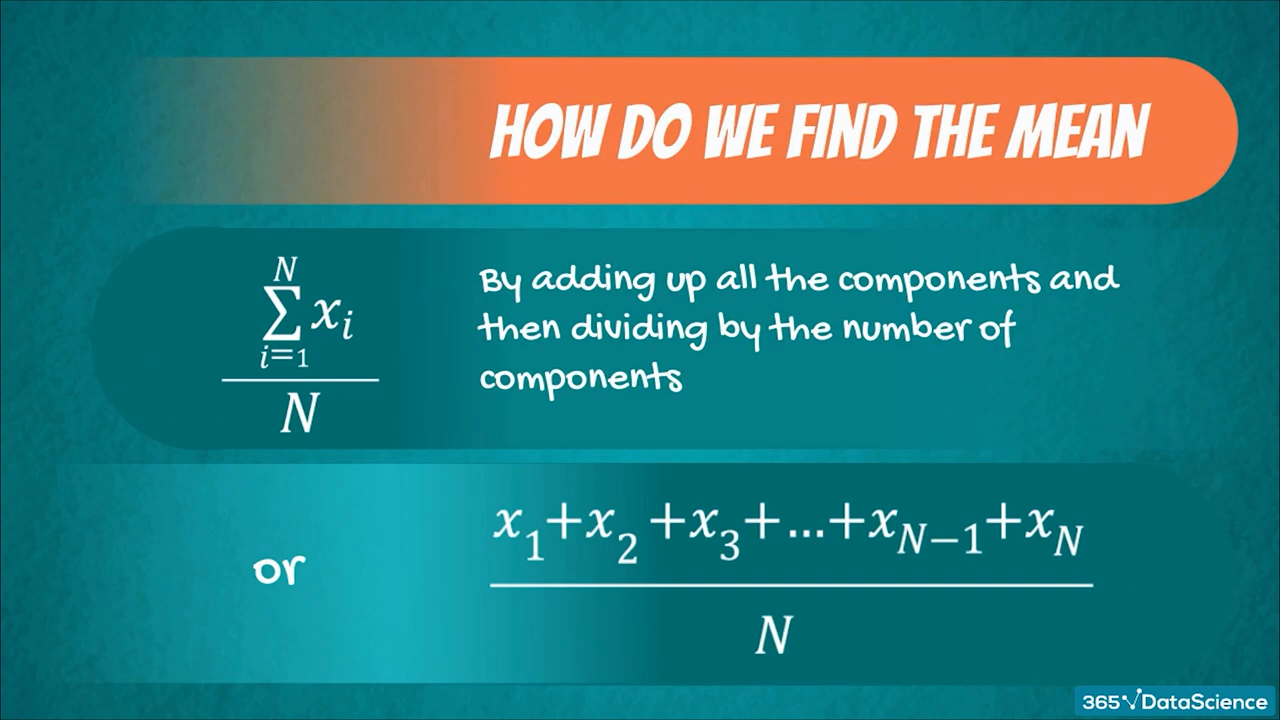 HOW DO WE FIND THE MEAN
N
∑ x_i
i=1
N
By adding up all the components and
then dividing by the number of
components
or
x_1+x_2+x_3+...+x_{N-1}+x_N
N
365 DataScience